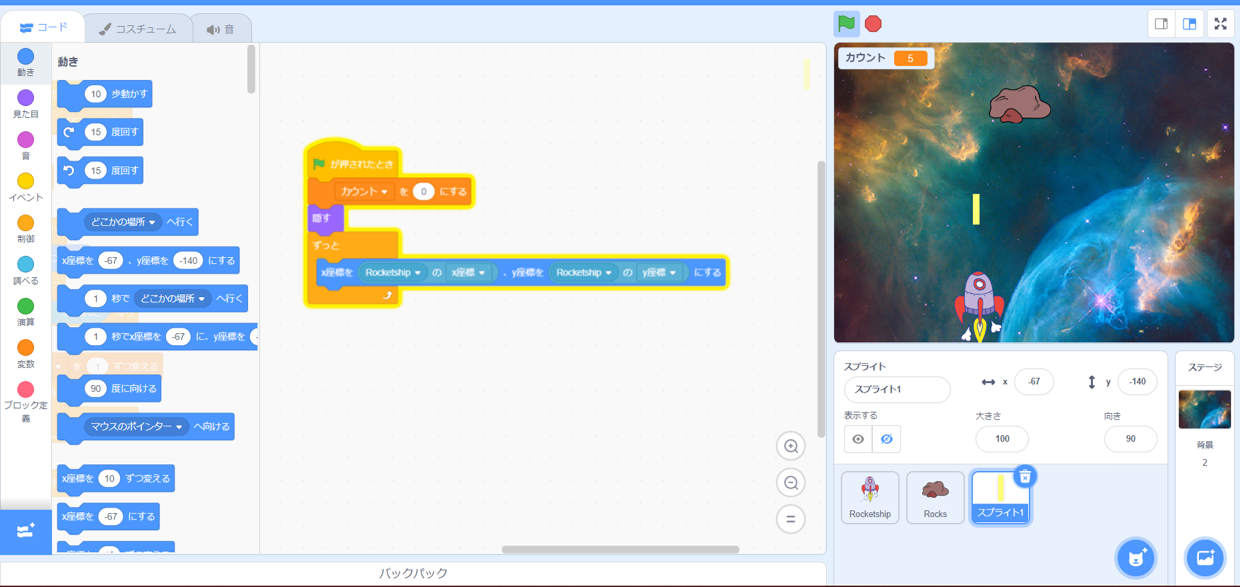 コード
コスチューム
音
動き
見た目
音
イベント
制御
調べる
演算
変数
ブロック定
義
動き
10 歩動かす
15 度回す
15 度回す
どこかの場所 へ行く
x座標を -67 、y座標を -140 にする
1 秒で どこかの場所 へ行く
1 秒でx座標を -67 に、y座標を
を 1 ずつ変える
90 度に向ける
マウスのポインター へ向ける
x座標を 10 ずつ変える
x座標を -67 にする
が押されたとき
カウント を 0 にする
隠す
ずっと
x座標を Rocketship の x座標 、y座標を Rocketship の y座標 にする
バックパック
カウント 5
スプライト
スプライト1
x -67
y -140
表示する
大きさ
100
向き
90
Rocketship
Rocks
スプライト1
ステージ
背景
2